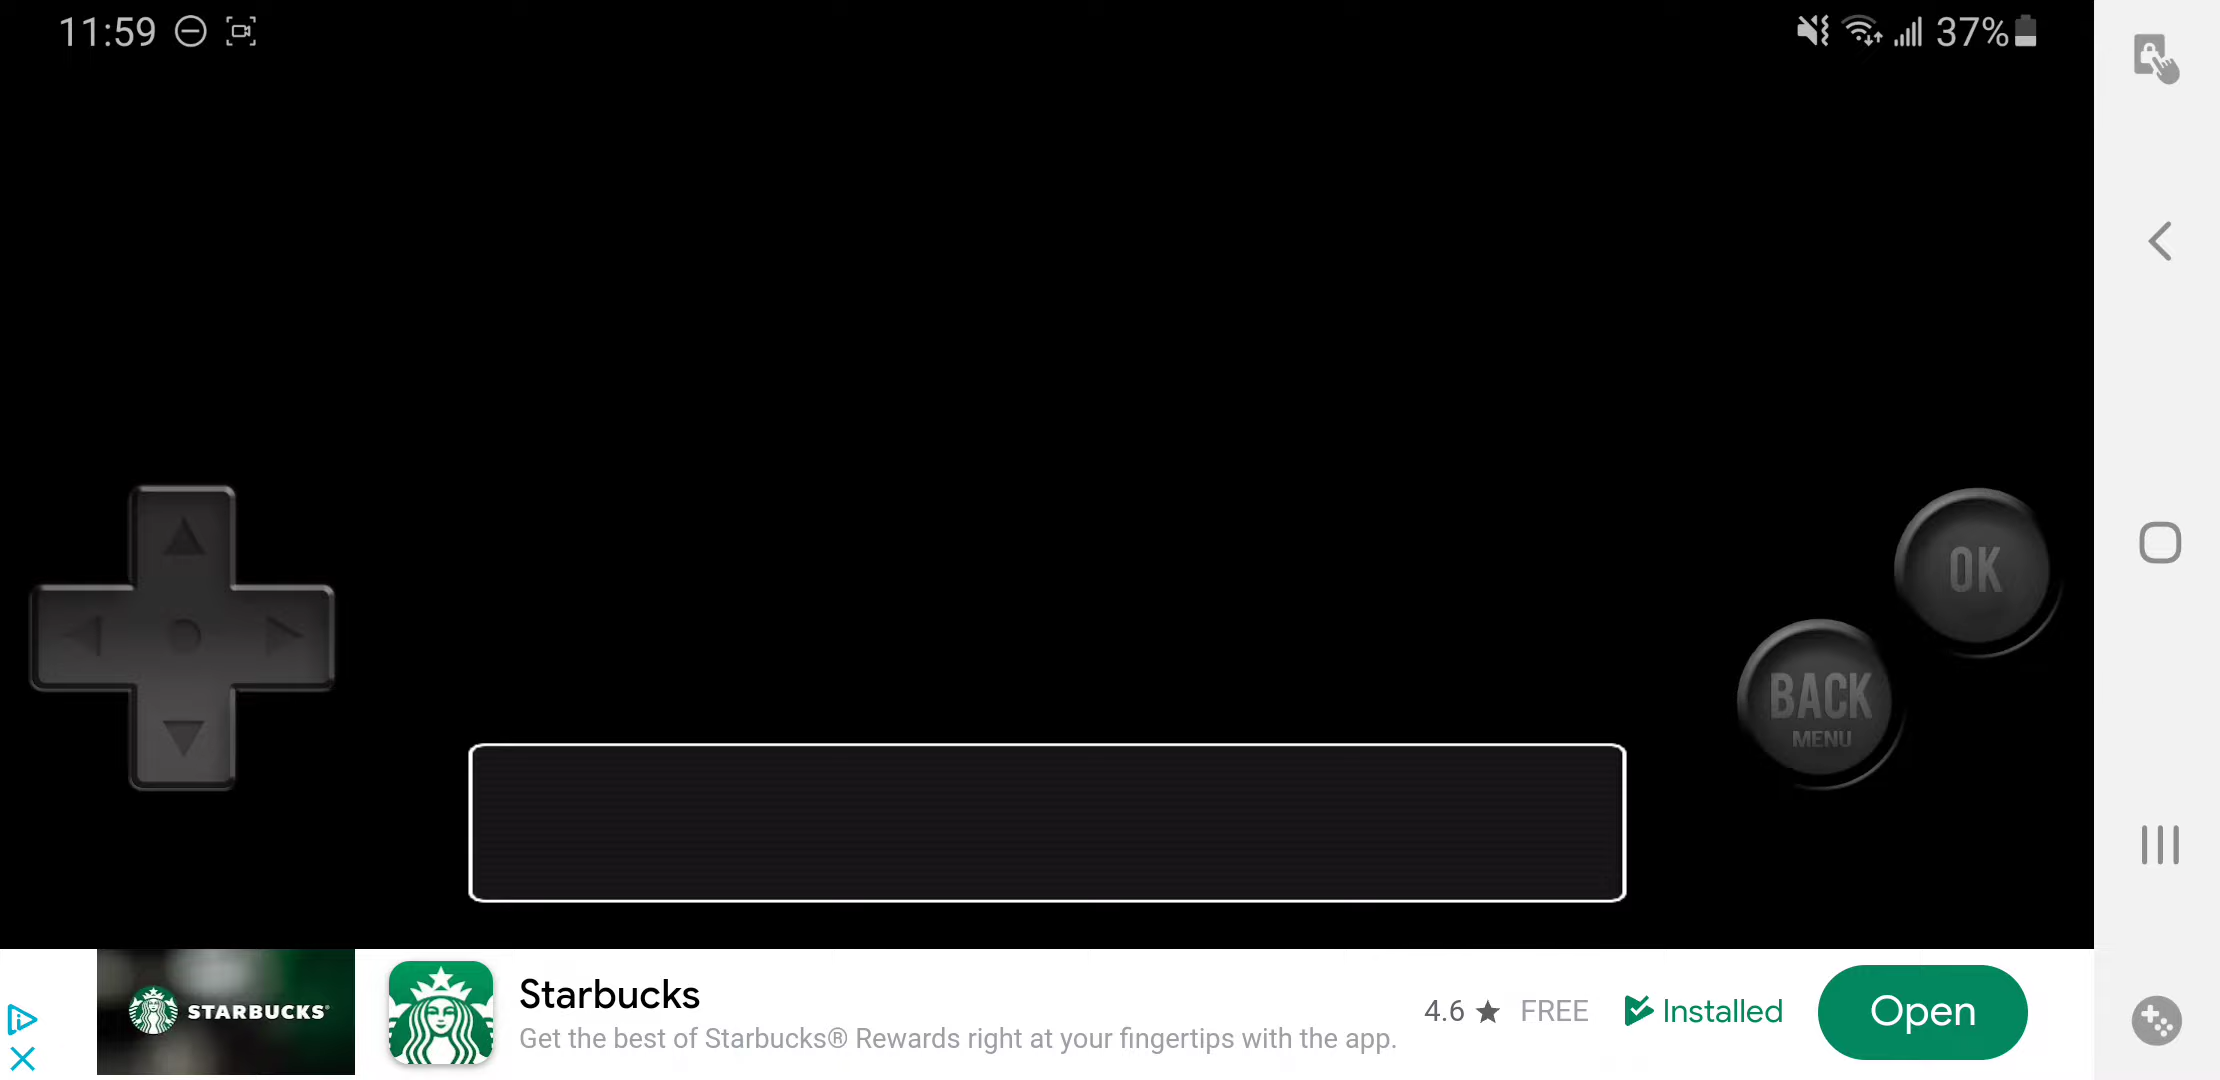 11:59
37%
OK
BACK
MENU
STARBUCKS®
Starbucks
Get the best of Starbucks® Rewards right at your fingertips with the app.
4.6 ★ FREE
Installed
Open